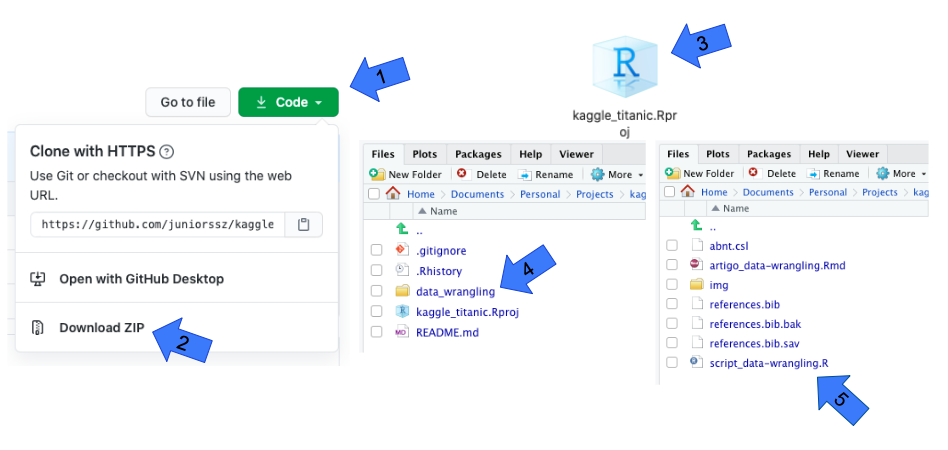 1
Go to file
Code
Clone with HTTPS ?
Use Git or checkout with SVN using the web
URL.
https://github.com/juniorssz/kaggle
Open with GitHub Desktop
Download ZIP
2
3
R
kaggle_titanic.Rpr
oj
Files Plots Packages Help Viewer
New Folder Delete Rename More
Home > Documents > Personal > Projects > kag
Name
..
.gitignore
.Rhistory
data_wrangling
kaggle_titanic.Rproj
MD README.md
4
Files Plots Packages Help Viewer
New Folder Delete Rename More
Home > Documents > Personal > Projects > kag
Name
..
abnt.csl
artigo_data-wrangling.Rmd
img
references.bib
references.bib.bak
references.bib.sav
script_data-wrangling.R
5